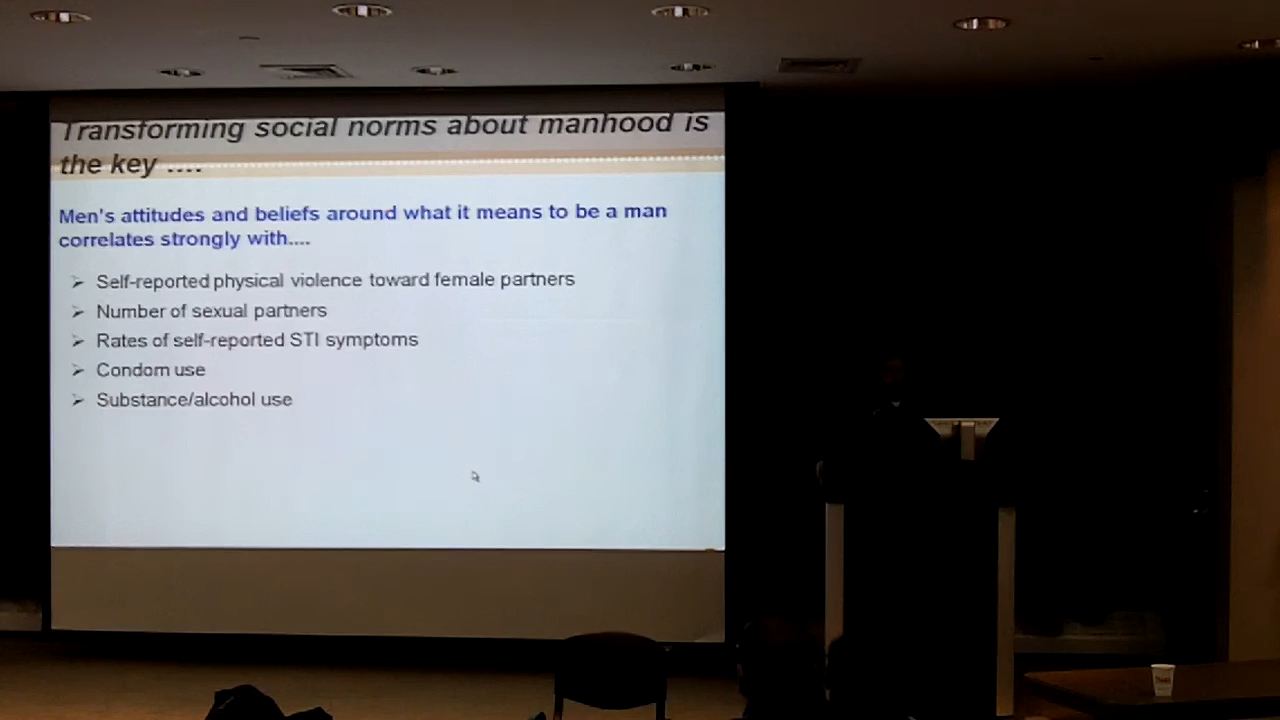 Transforming social norms about manhood is
the key ....
Men's attitudes and beliefs around what it means to be a man
correlates strongly with....
Self-reported physical violence toward female partners
Number of sexual partners
Rates of self-reported STI symptoms
Condom use
Substance/alcohol use